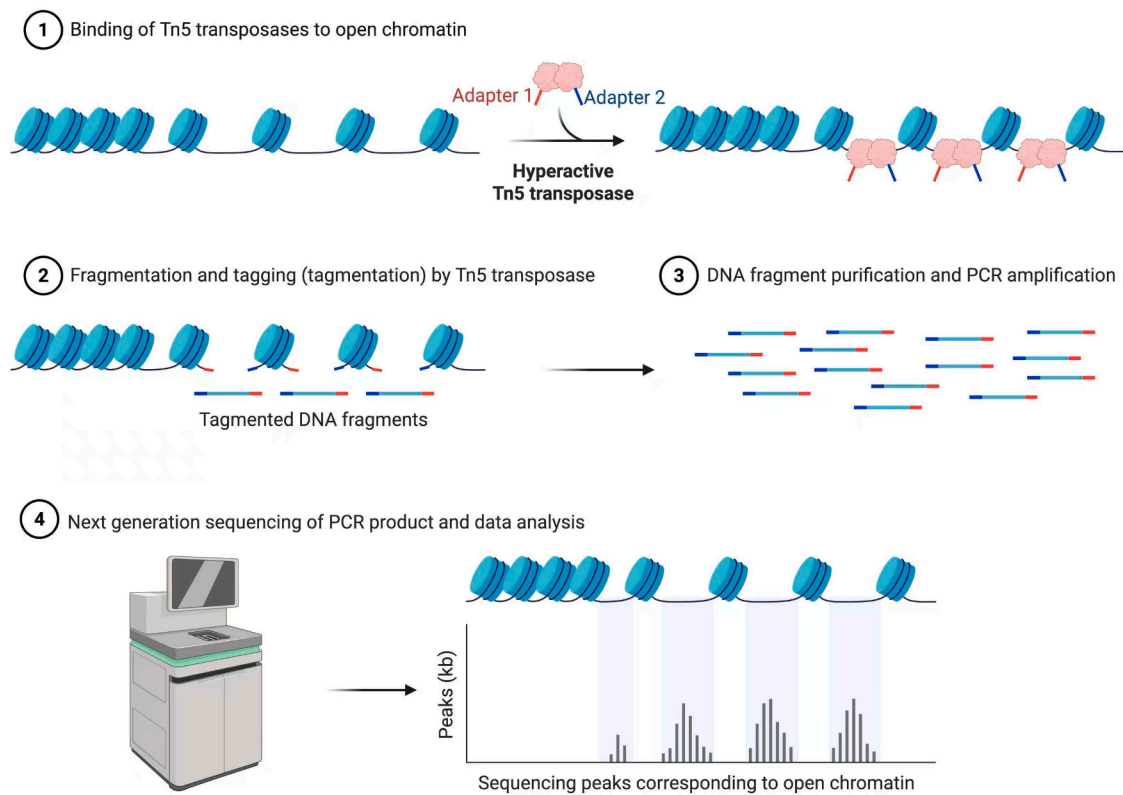 1 Binding of Tn5 transposases to open chromatin
Adapter 1 Adapter 2
Hyperactive
Tn5 transposase
2 Fragmentation and tagging (tagmentation) by Tn5 transposase
Tagmented DNA fragments
3 DNA fragment purification and PCR amplification
4 Next generation sequencing of PCR product and data analysis
Peaks (kb)
Sequencing peaks corresponding to open chromatin